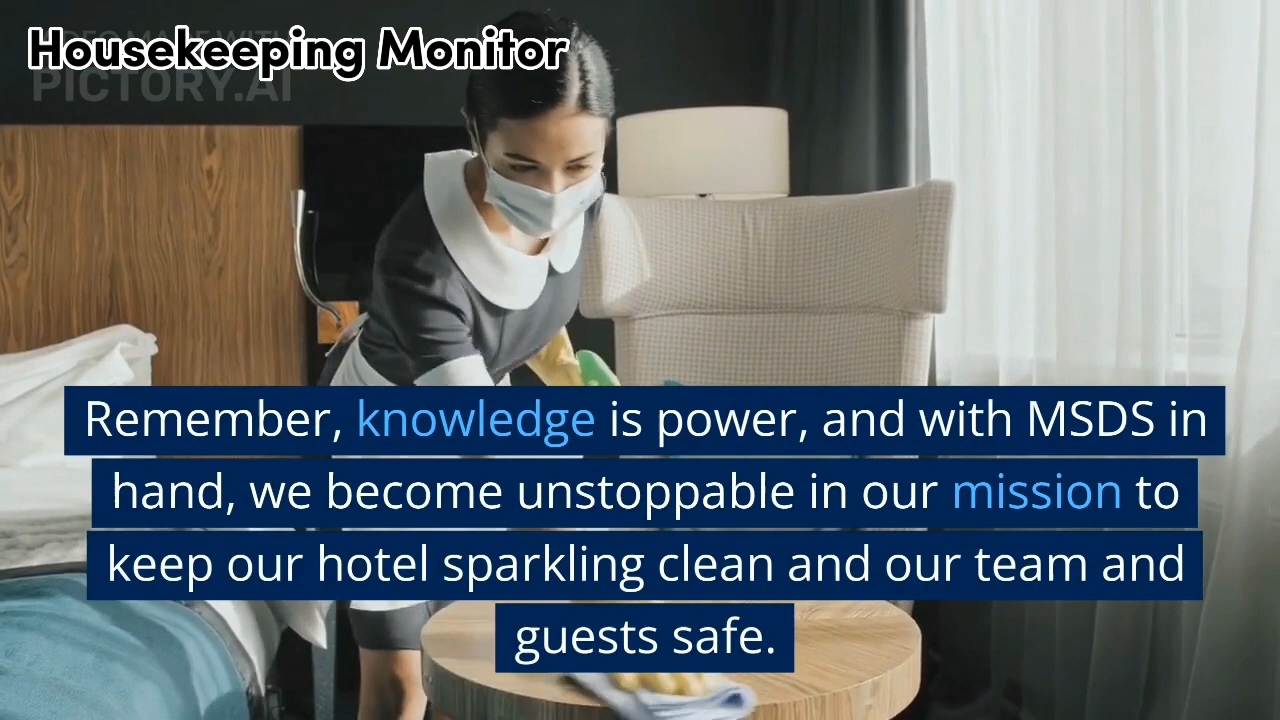 Housekeeping Monitor
PICTORY.AI
Remember, knowledge is power, and with MSDS in
hand, we become unstoppable in our mission to
keep our hotel sparkling clean and our team and
guests safe.